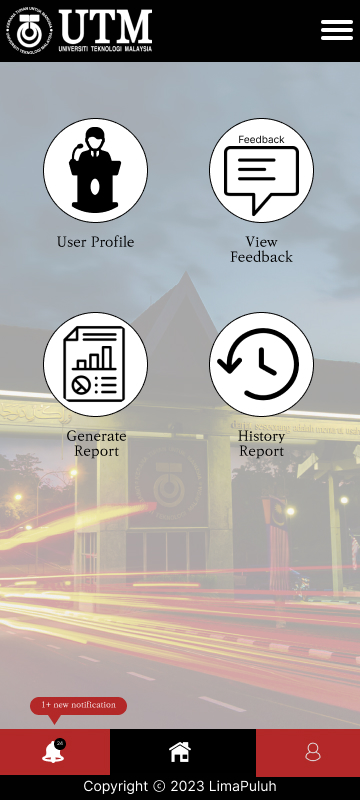 UTM
UNIVERSITI TEKNOLOGI MALAYSIA
Feedback
User Profile
View
Feedback
Generate
Report
History
Report
1+ new notification
24
Copyright © 2023 LimaPuluh